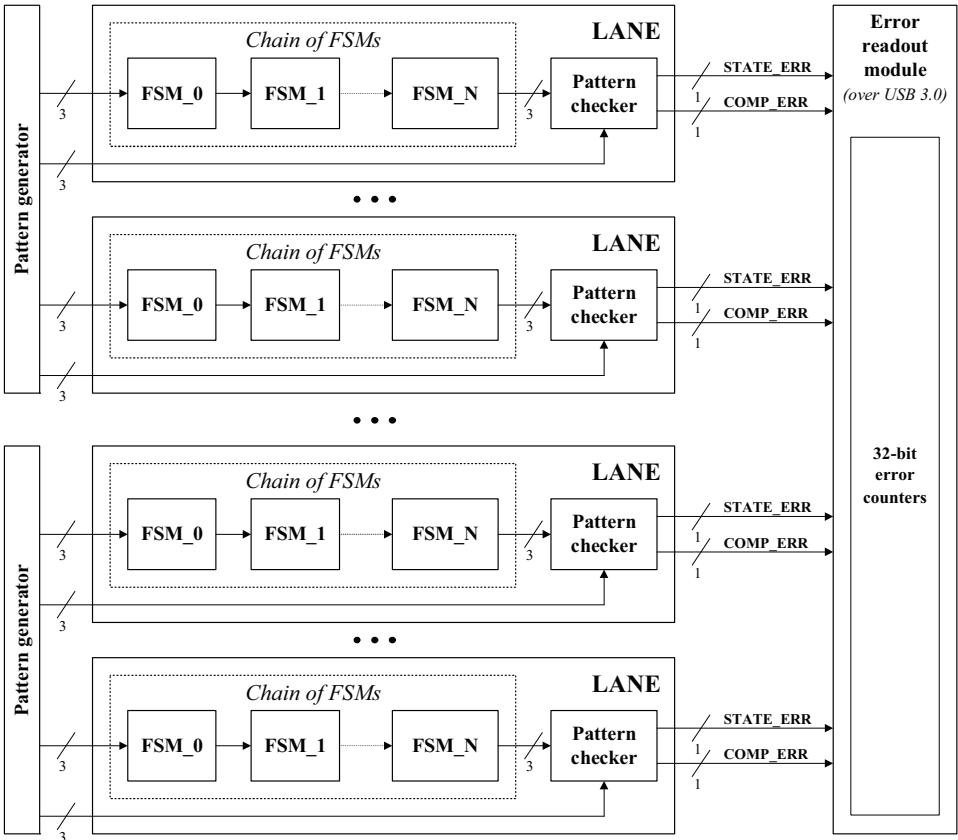 Pattern generator
Chain of FSMs
LANE
FSM_0
FSM_1
FSM_N
Pattern
checker
3
3
3
STATE_ERR
1
COMP_ERR
1
• • •
Chain of FSMs
LANE
FSM_0
FSM_1
FSM_N
Pattern
checker
3
3
3
STATE_ERR
1
COMP_ERR
1
• • •
Pattern generator
Chain of FSMs
LANE
FSM_0
FSM_1
FSM_N
Pattern
checker
3
3
3
STATE_ERR
1
COMP_ERR
1
• • •
Chain of FSMs
LANE
FSM_0
FSM_1
FSM_N
Pattern
checker
3
3
3
STATE_ERR
1
COMP_ERR
1
Error
readout
module
(over USB 3.0)
32-bit
error
counters